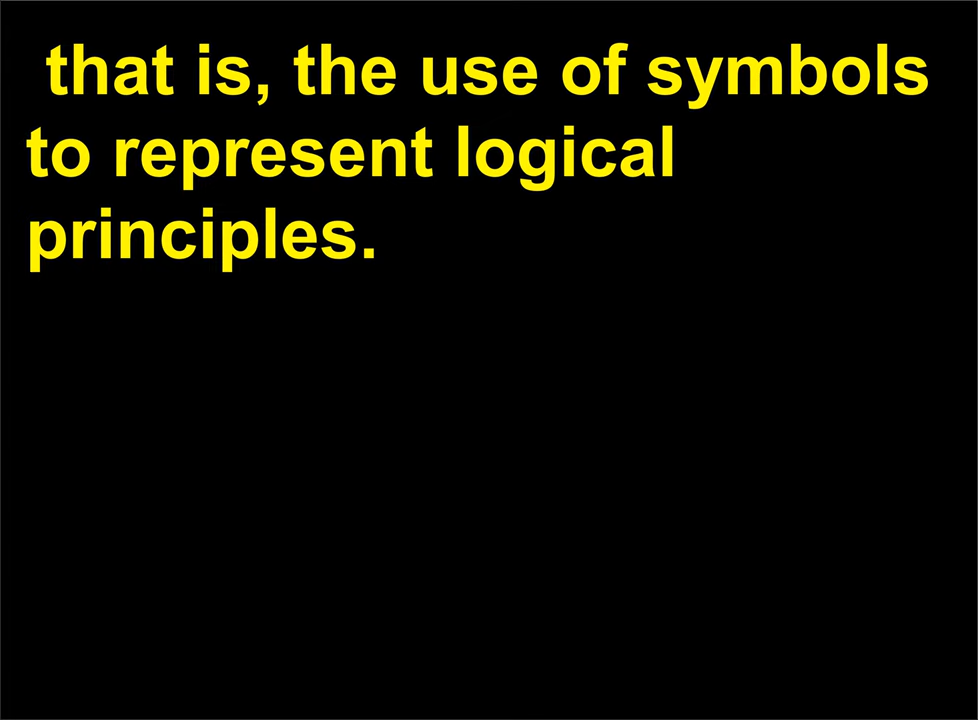 that is, the use of symbols
to represent logical
principles.